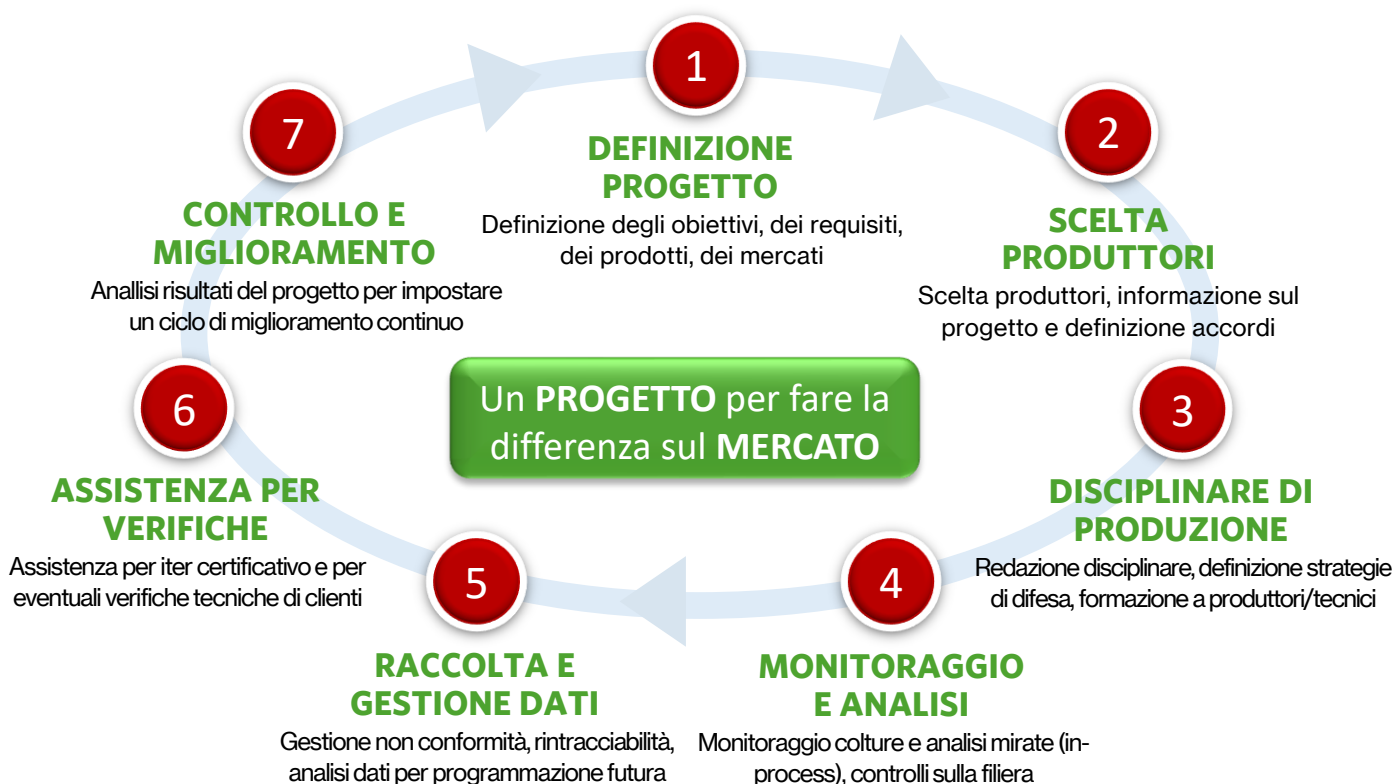 1
DEFINIZIONE
PROGETTO
Definizione degli obiettivi, dei requisiti,
dei prodotti, dei mercati
2
SCELTA
PRODUTTORI
Scelta produttori, informazione sul
progetto e definizione accordi
3
DISCIPLINARE DI
PRODUZIONE
Redazione disciplinare, definizione strategie
di difesa, formazione a produttori/tecnici
4
MONITORAGGIO
E ANALISI
Monitoraggio colture e analisi mirate (in-
process), controlli sulla filiera
5
RACCOLTA E
GESTIONE DATI
Gestione non conformità, rintracciabilità,
analisi dati per programmazione futura
6
ASSISTENZA PER
VERIFICHE
Assistenza per iter certificativo e per
eventuali verifiche tecniche di clienti
7
CONTROLLO E
MIGLIORAMENTO
Anallisi risultati del progetto per impostare
un ciclo di miglioramento continuo
Un PROGETTO per fare la
differenza sul MERCATO